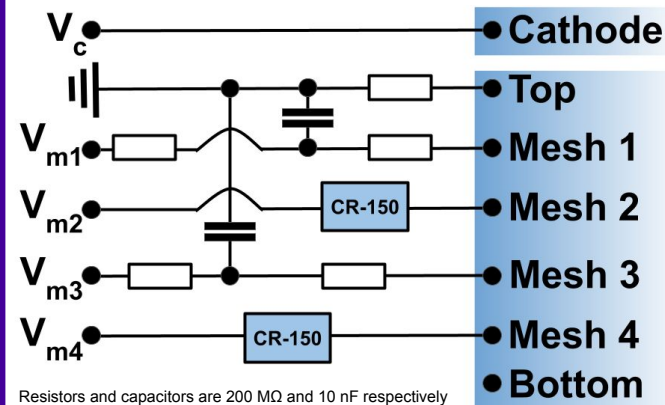 Vc Cathode
Top
Vm1 Mesh 1
Vm2 CR-150 Mesh 2
Vm3 Mesh 3
Vm4 CR-150 Mesh 4
Bottom
Resistors and capacitors are 200 MΩ and 10 nF respectively